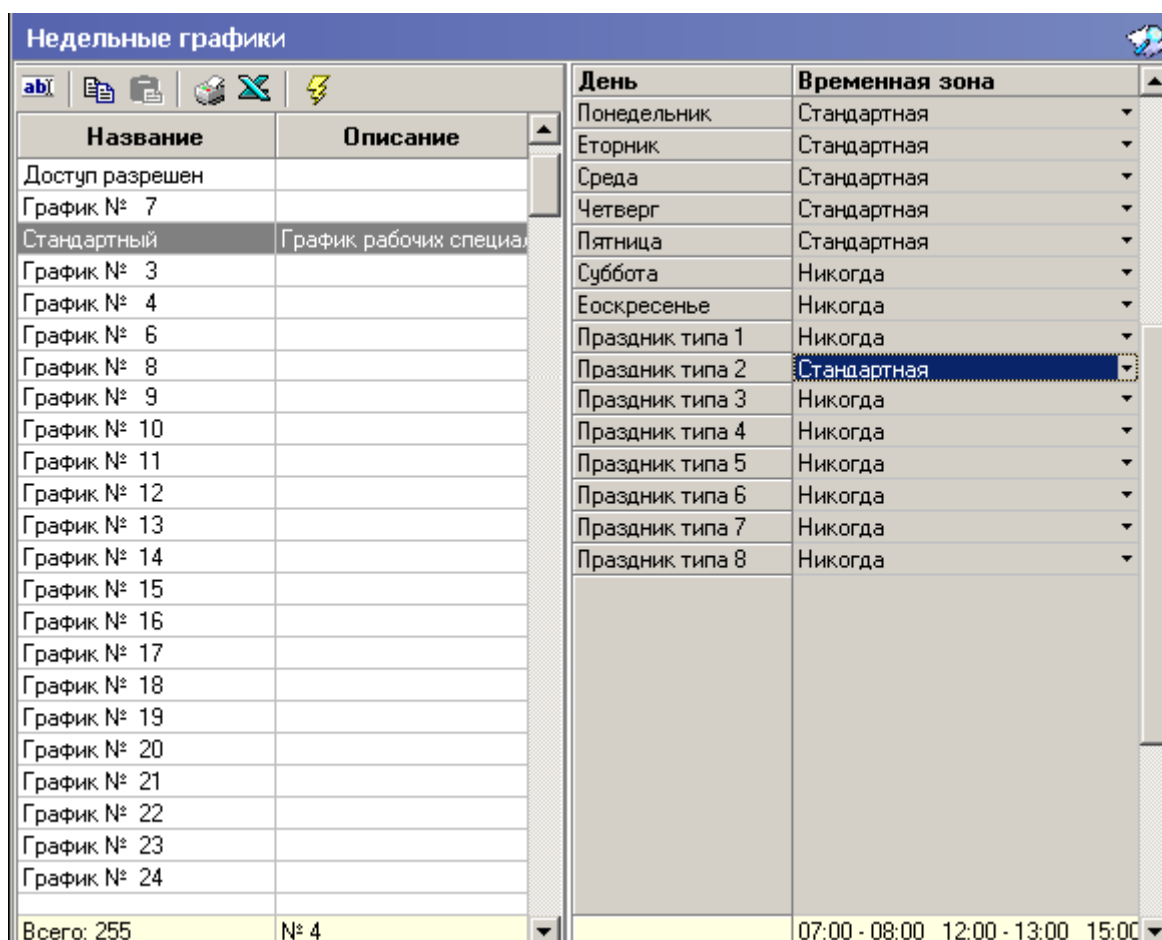 Недельные графики
abI
Название Описание
Доступ разрешен
График № 7
Стандартный График рабочих специал
График № 3
График № 4
График № 6
График № 8
График № 9
График № 10
График № 11
График № 12
График № 13
График № 14
График № 15
График № 16
График № 17
График № 18
График № 19
График № 20
График № 21
График № 22
График № 23
График № 24
Всего: 255 № 4
День Временная зона
Понедельник Стандартная
Еторник Стандартная
Среда Стандартная
Четверг Стандартная
Пятница Стандартная
Суббота Никогда
Еоскресенье Никогда
Праздник типа 1 Никогда
Праздник типа 2 Стандартная
Праздник типа 3 Никогда
Праздник типа 4 Никогда
Праздник типа 5 Никогда
Праздник типа 6 Никогда
Праздник типа 7 Никогда
Праздник типа 8 Никогда
07:00 - 08:00 12:00 - 13:00 15:00